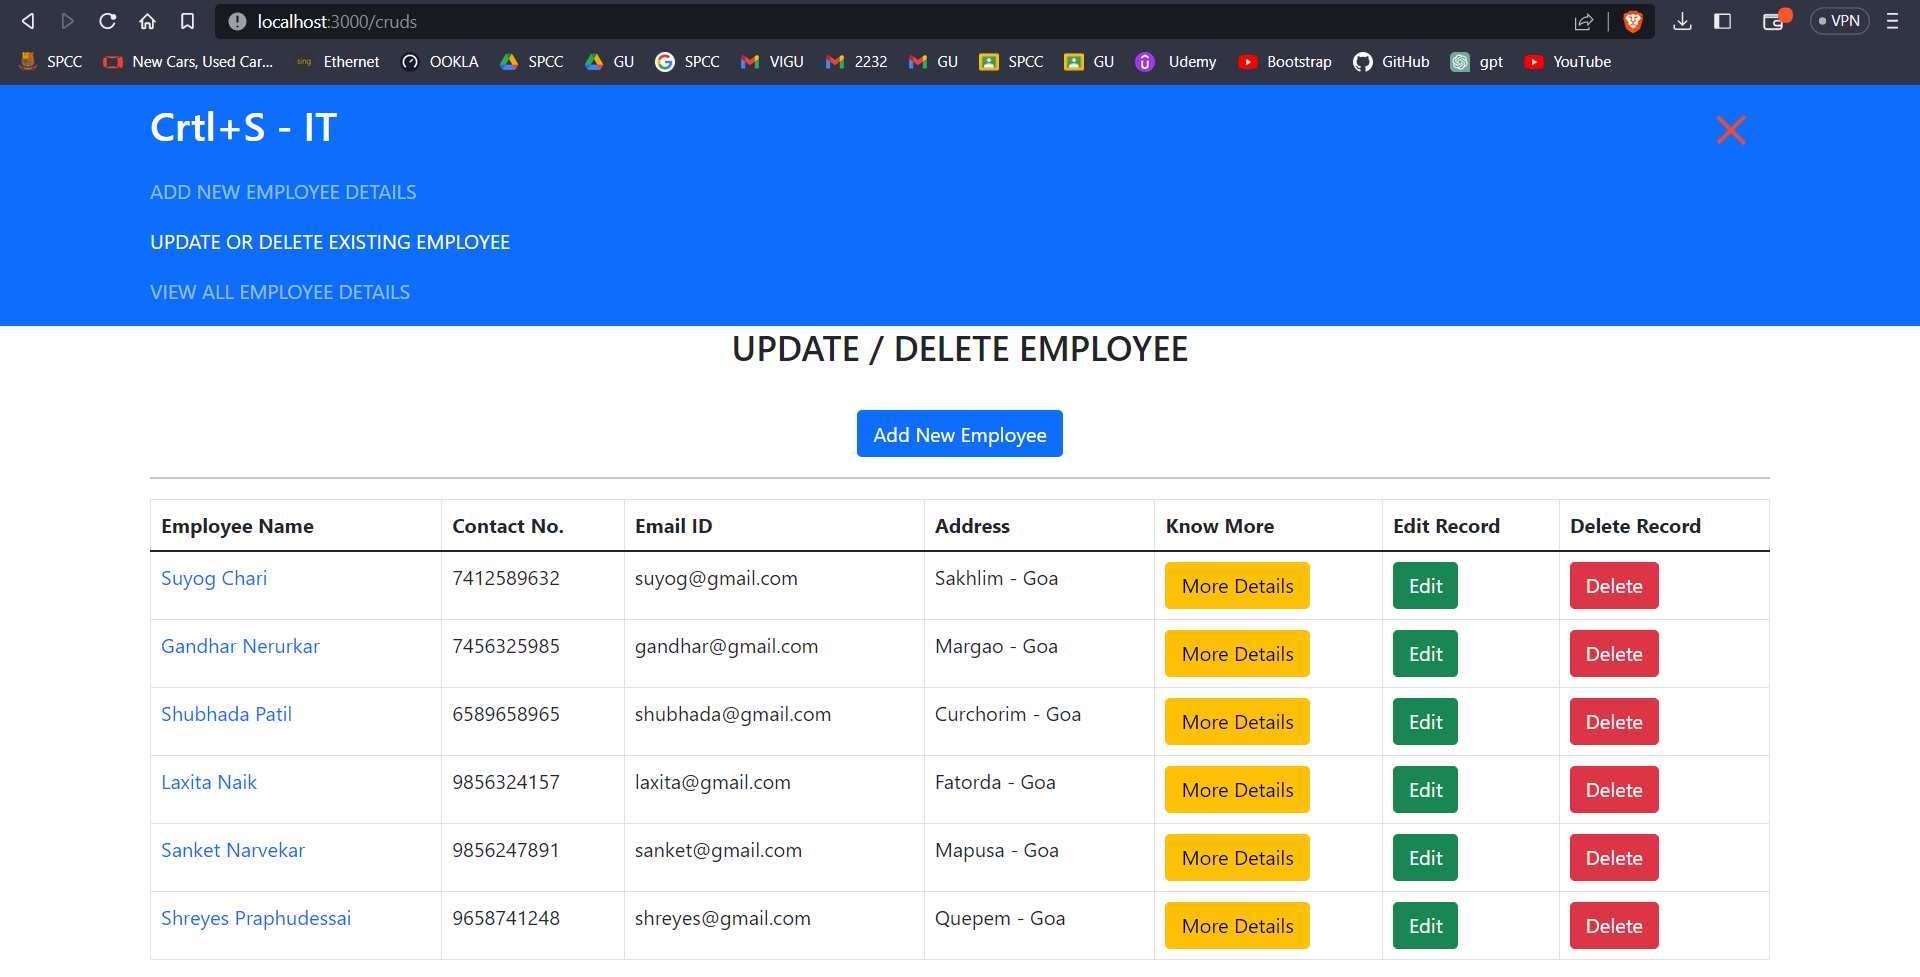 localhost:3000/cruds
VPN
SPCC New Cars, Used Car... sing Ethernet OOKLA SPCC GU SPCC VIGU 2232 GU SPCC GU Udemy Bootstrap GitHub gpt YouTube
Crtl+S - IT
ADD NEW EMPLOYEE DETAILS
UPDATE OR DELETE EXISTING EMPLOYEE
VIEW ALL EMPLOYEE DETAILS
UPDATE / DELETE EMPLOYEE
Add New Employee
Employee Name Contact No. Email ID Address Know More Edit Record Delete Record
Suyog Chari 7412589632 suyog@gmail.com Sakhlim - Goa More Details Edit Delete
Gandhar Nerurkar 7456325985 gandhar@gmail.com Margao - Goa More Details Edit Delete
Shubhada Patil 6589658965 shubhada@gmail.com Curchorim - Goa More Details Edit Delete
Laxita Naik 9856324157 laxita@gmail.com Fatorda - Goa More Details Edit Delete
Sanket Narvekar 9856247891 sanket@gmail.com Mapusa - Goa More Details Edit Delete
Shreyes Praphudessai 9658741248 shreyes@gmail.com Quepem - Goa More Details Edit Delete